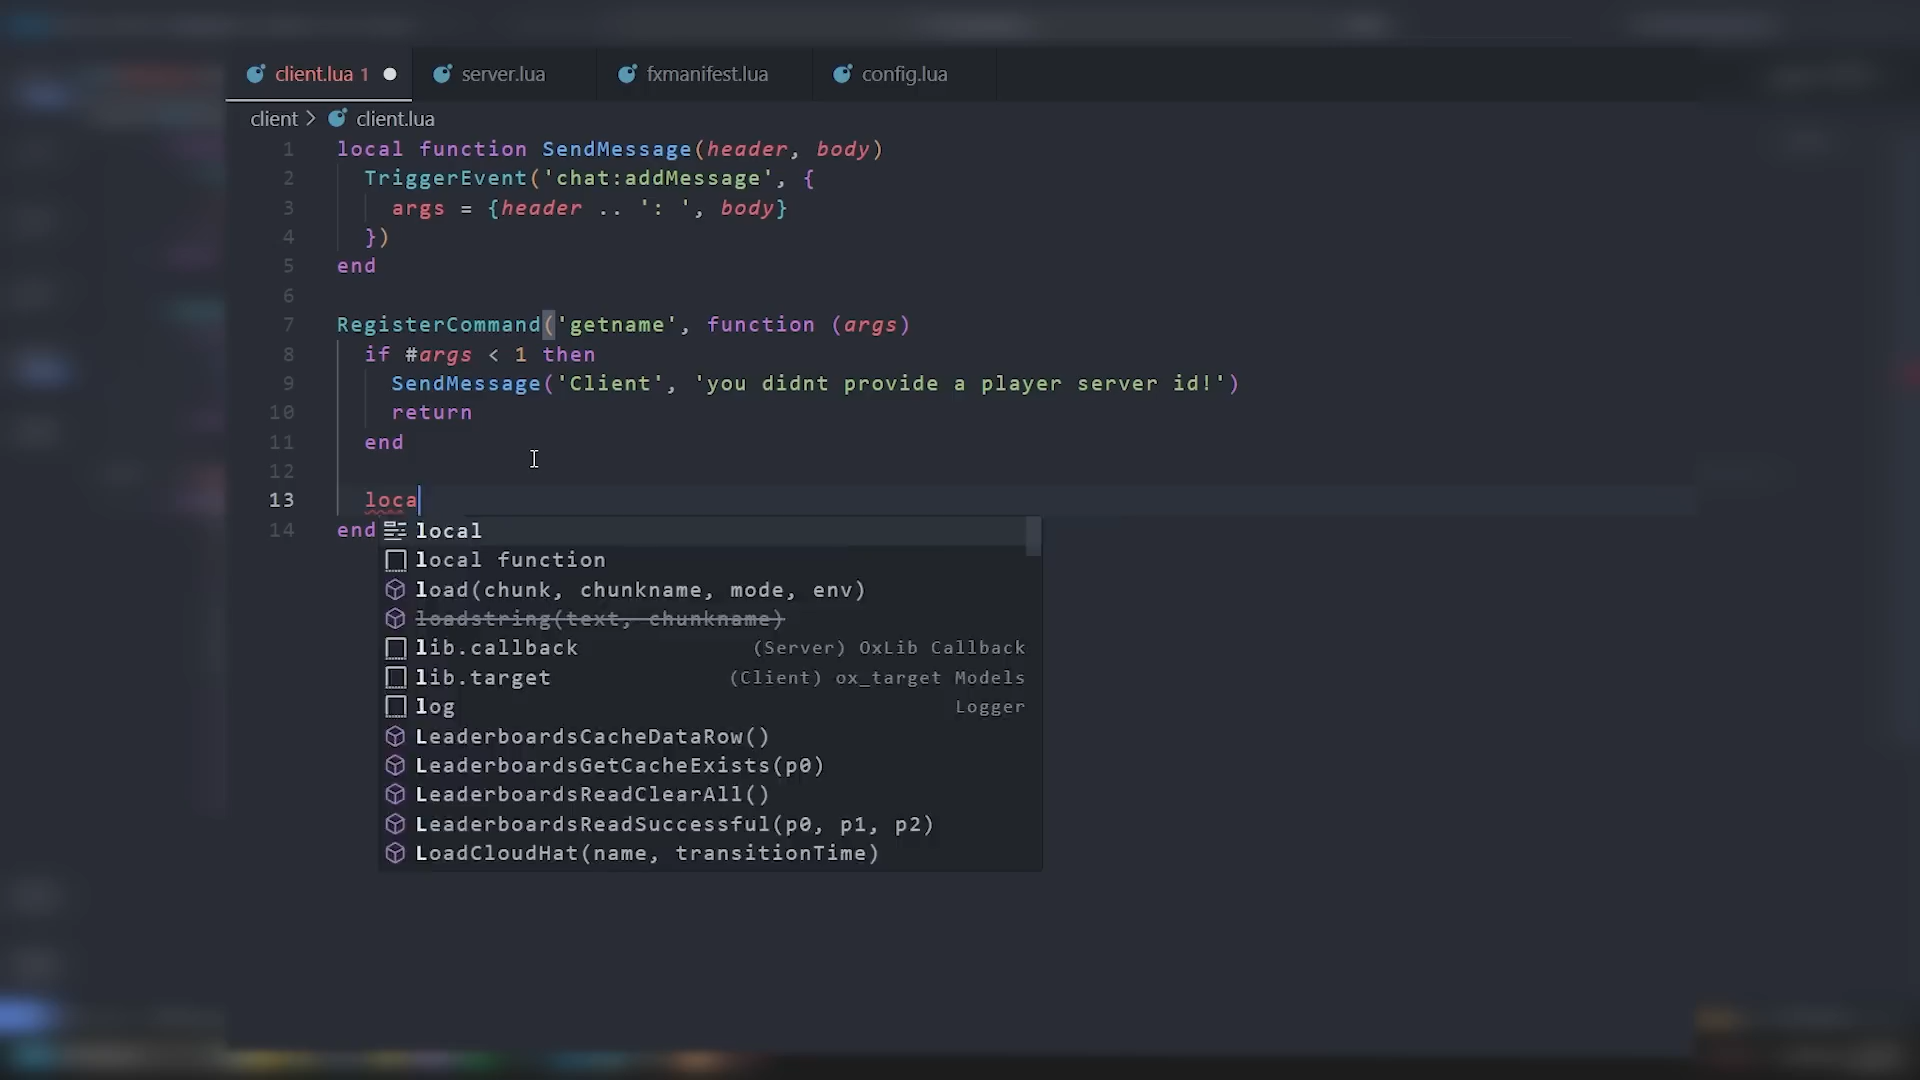 client.lua 1 server.lua fxmanifest.lua config.lua
client > client.lua
1 local function SendMessage(header, body)
2 TriggerEvent('chat:addMessage', {
3 args = {header .. ': ', body}
4 })
5 end
6
7 RegisterCommand('getname', function (args)
8 if #args < 1 then
9 SendMessage('Client', 'you didnt provide a player server id!')
10 return
11 end
12
13 loca
14 end
local
local function
load(chunk, chunkname, mode, env)
loadstring(text, chunkname)
lib.callback (Server) OxLib Callback
lib.target (Client) ox_target Models
log Logger
LeaderboardsCacheDataRow()
LeaderboardsGetCacheExists(p0)
LeaderboardsReadClearAll()
LeaderboardsReadSuccessful(p0, p1, p2)
LoadCloudHat(name, transitionTime)